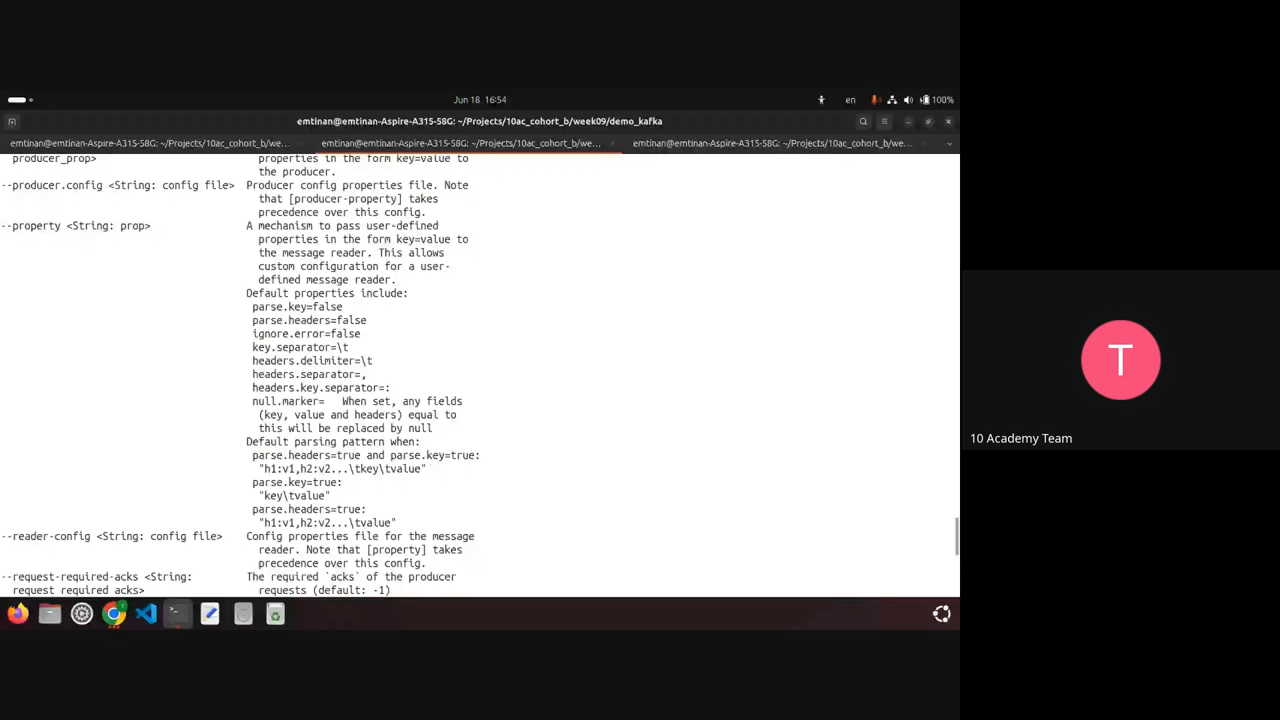 Jun 18 16:54
en
100%
emtinan@emtinan-Aspire-A315-58G: ~/Projects/10ac_cohort_b/week09/demo_kafka
emtinan@emtinan-Aspire-A315-58G: ~/Projects/10ac_cohort_b/we...
emtinan@emtinan-Aspire-A315-58G: ~/Projects/10ac_cohort_b/we...
emtinan@emtinan-Aspire-A315-58G: ~/Projects/10ac_cohort_b/we...
producer_prop> properties in the form key=value to
the producer.
--producer.config <String: config file> Producer config properties file. Note
that [producer-property] takes
precedence over this config.
--property <String: prop> A mechanism to pass user-defined
properties in the form key=value to
the message reader. This allows
custom configuration for a user-
defined message reader.
Default properties include:
parse.key=false
parse.headers=false
ignore.error=false
key.separator=\t
headers.delimiter=\t
headers.separator=,
headers.key.separator=:
null.marker= When set, any fields
(key, value and headers) equal to
this will be replaced by null
Default parsing pattern when:
parse.headers=true and parse.key=true:
"h1:v1,h2:v2...\tkey\tvalue"
parse.key=true:
"key\tvalue"
parse.headers=true:
"h1:v1,h2:v2...\tvalue"
--reader-config <String: config file> Config properties file for the message
reader. Note that [property] takes
precedence over this config.
--request-required-acks <String: The required `acks` of the producer
request required acks> requests (default: -1)
T
10 Academy Team